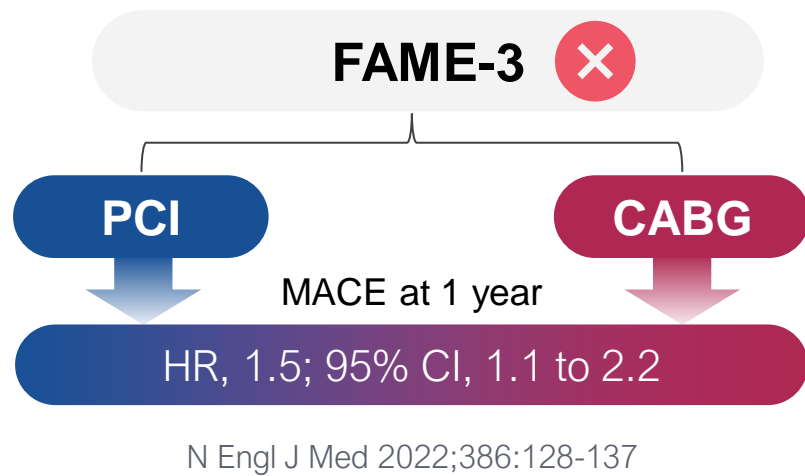 FAME-3
PCI
CABG
MACE at 1 year
HR, 1.5; 95% CI, 1.1 to 2.2
N Engl J Med 2022;386:128-137